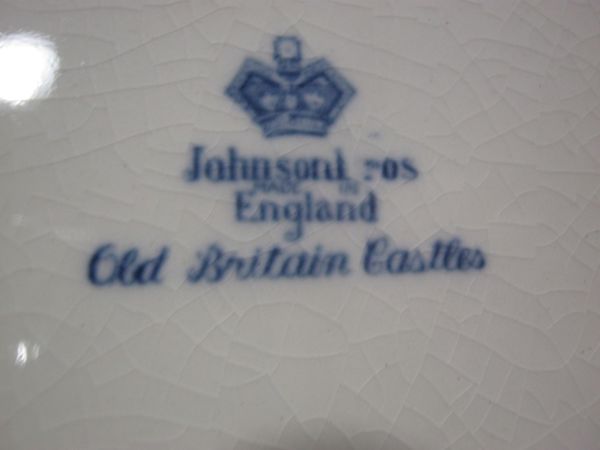 Johnson Bros
MADE IN
England
Old Britain Castles